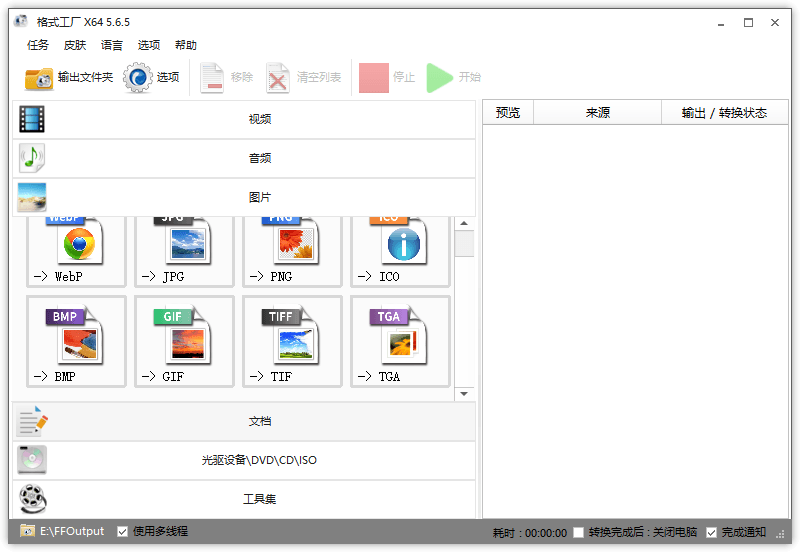 格式工厂 X64 5.6.5
任务 皮肤 语言 选项 帮助
输出文件夹 选项 移除 清空列表 停止 开始
预览 来源 输出 / 转换状态
视频
音频
图片
WebP JPG PNG ICO
-> WebP -> JPG -> PNG -> ICO
BMP GIF TIFF TGA
-> BMP -> GIF -> TIF -> TGA
文档
光驱设备\DVD\CD\ISO
工具集
E:\FFOutput 使用多线程 耗时 : 00:00:00 转换完成后 : 关闭电脑 完成通知